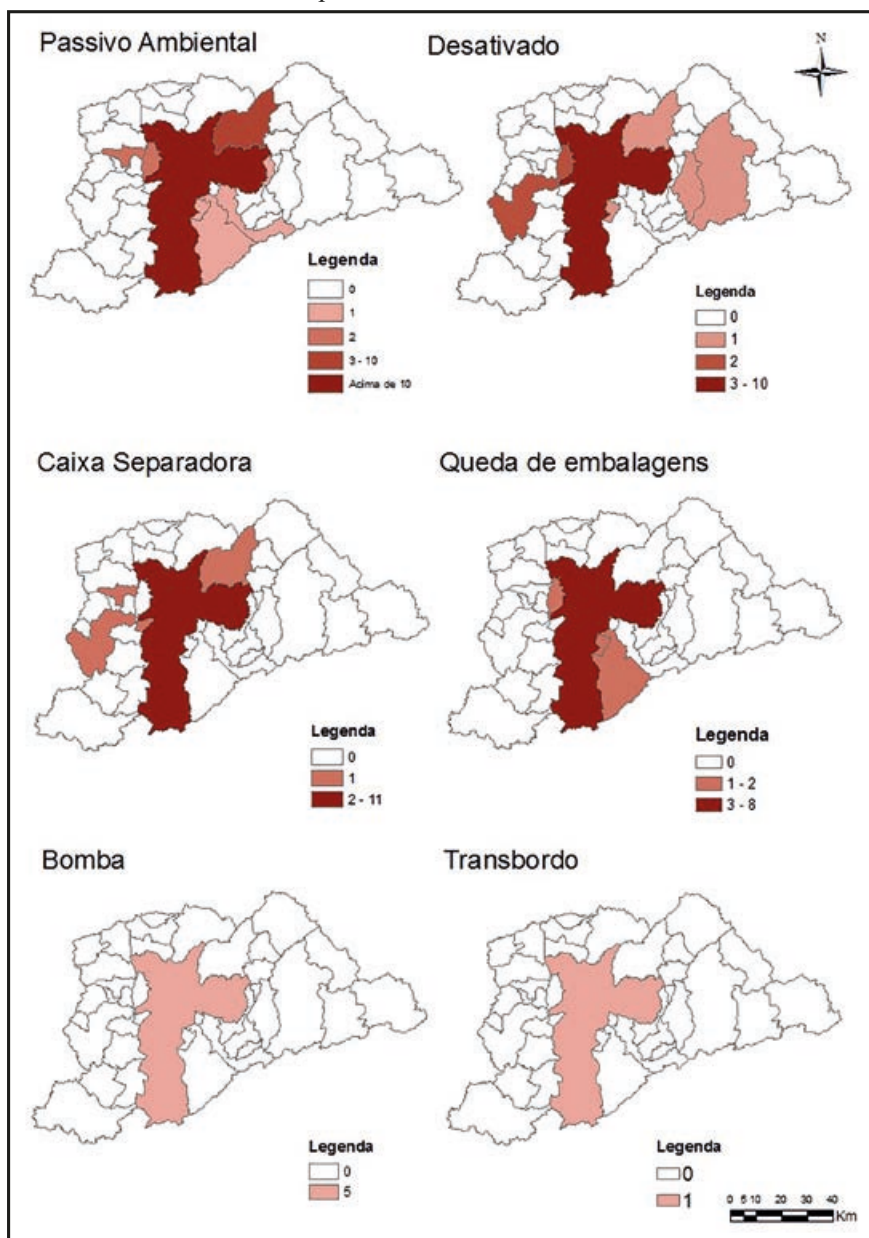 Passivo Ambiental
Desativado
N
Legenda
0
1
2
3 - 10
Acima de 10
Legenda
0
1
2
3 - 10
Caixa Separadora
Queda de embalagens
Legenda
0
1
2 - 11
Legenda
0
1 - 2
3 - 8
Bomba
Transbordo
Legenda
0
5
Legenda
0
1
0 5 10 20 30 40
Km